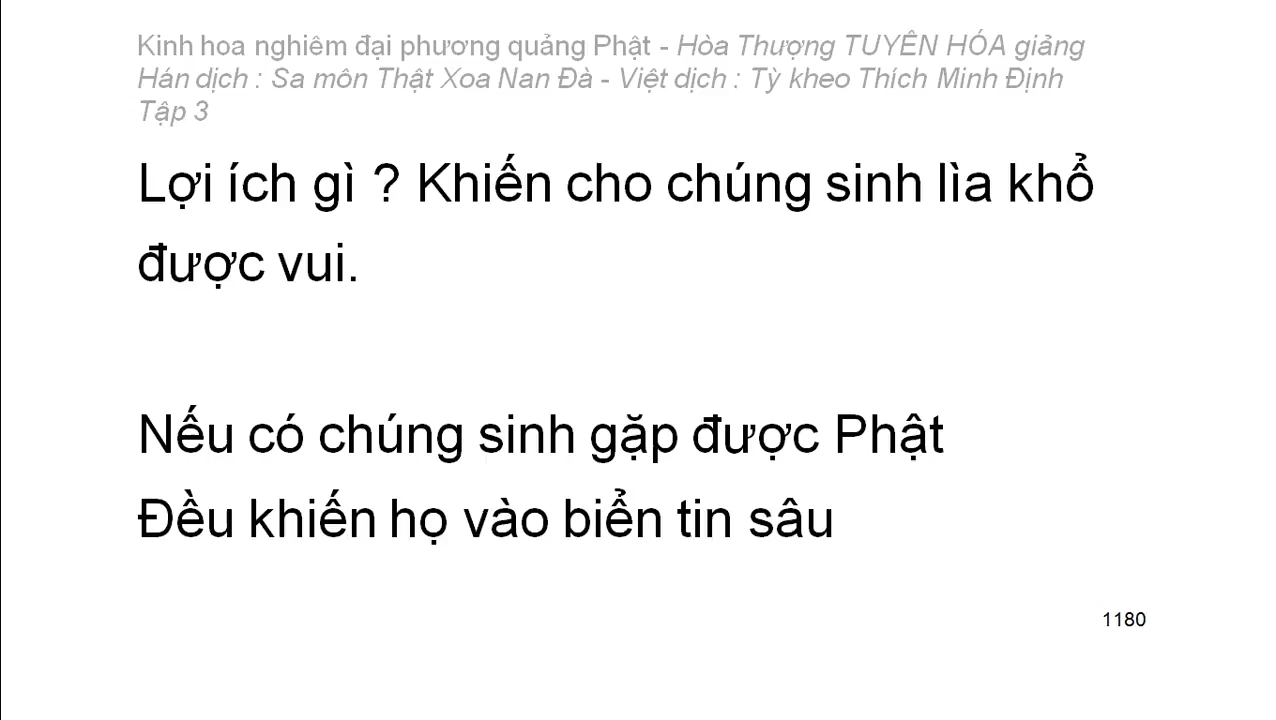 Kinh hoa nghiêm đại phương quảng Phật - Hòa Thượng TUYÊN HÓA giảng
Hán dịch : Sa môn Thật Xoa Nan Đà - Việt dịch : Tỳ kheo Thích Minh Định
Tập 3
Lợi ích gì ? Khiến cho chúng sinh lìa khổ
được vui.
Nếu có chúng sinh gặp được Phật
Đều khiến họ vào biển tin sâu
1180